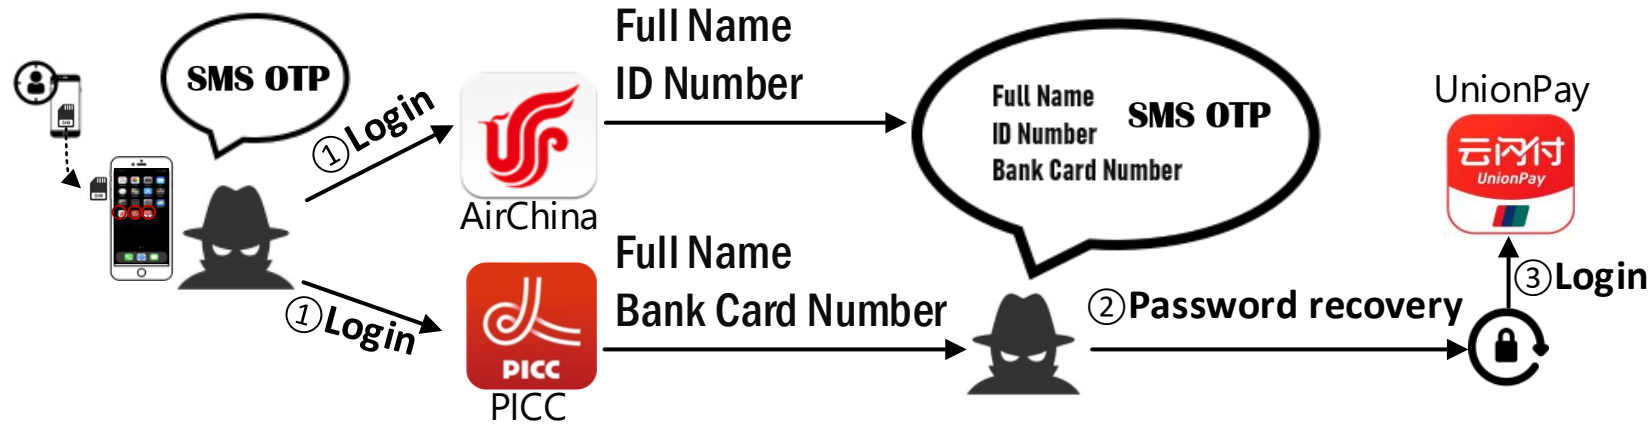 SMS OTP
①Login
AirChina
①Login
PICC
PICC
Full Name
ID Number
Full Name
Bank Card Number
Full Name
ID Number
Bank Card Number
SMS OTP
②Password recovery
UnionPay
云闪付
UnionPay
③Login